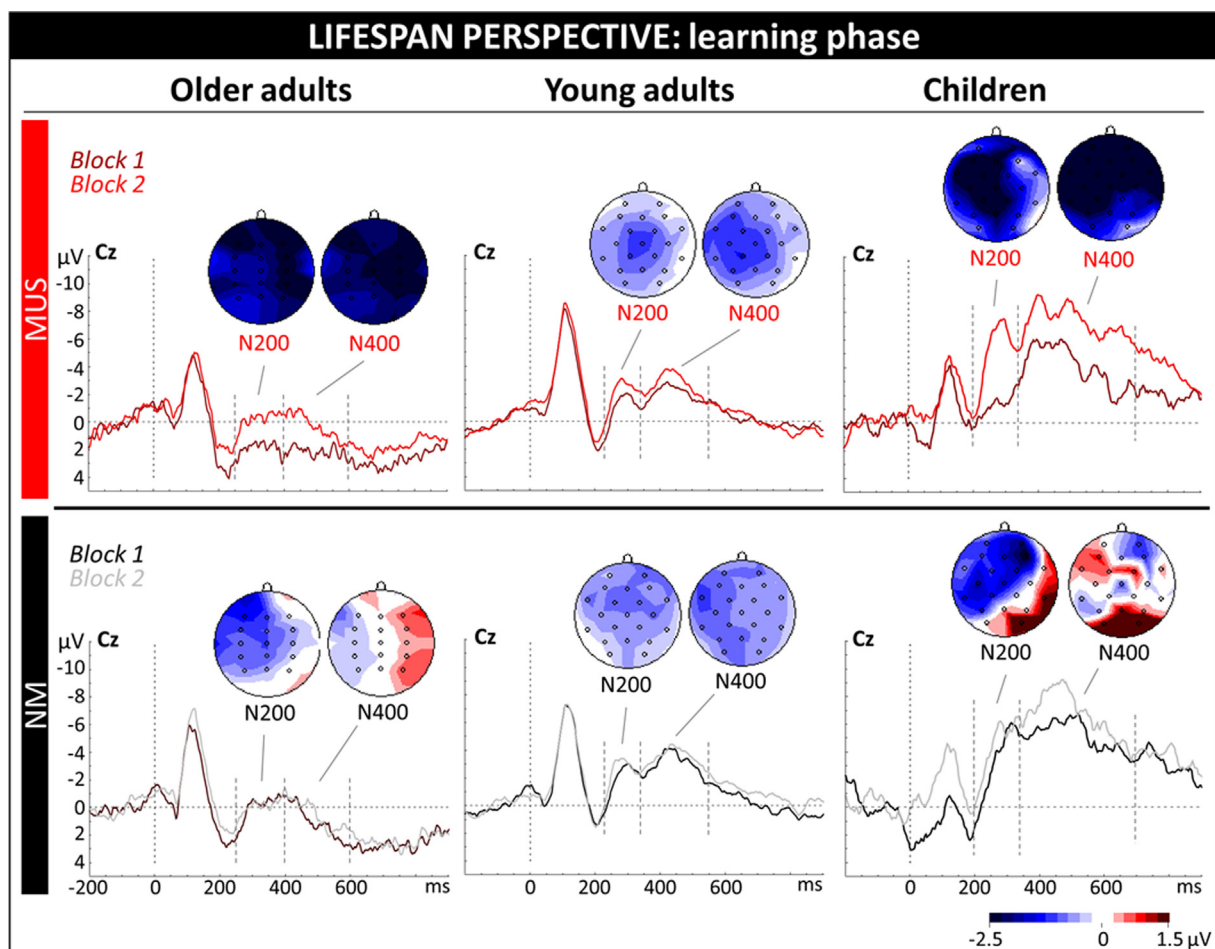 LIFESPAN PERSPECTIVE: learning phase
Older adults Young adults Children
MUS
Block 1
Block 2
N200 N400 N200 N400 N200 N400
μV Cz Cz Cz
-10
-8
-6
-4
-2
0
2
4
NM
Block 1
Block 2
N200 N400 N200 N400 N200 N400
μV Cz Cz Cz
-10
-8
-6
-4
-2
0
2
4
-200 0 200 400 600 ms 0 200 400 600 ms 0 200 400 600 ms
-2.5 0 1.5 μV